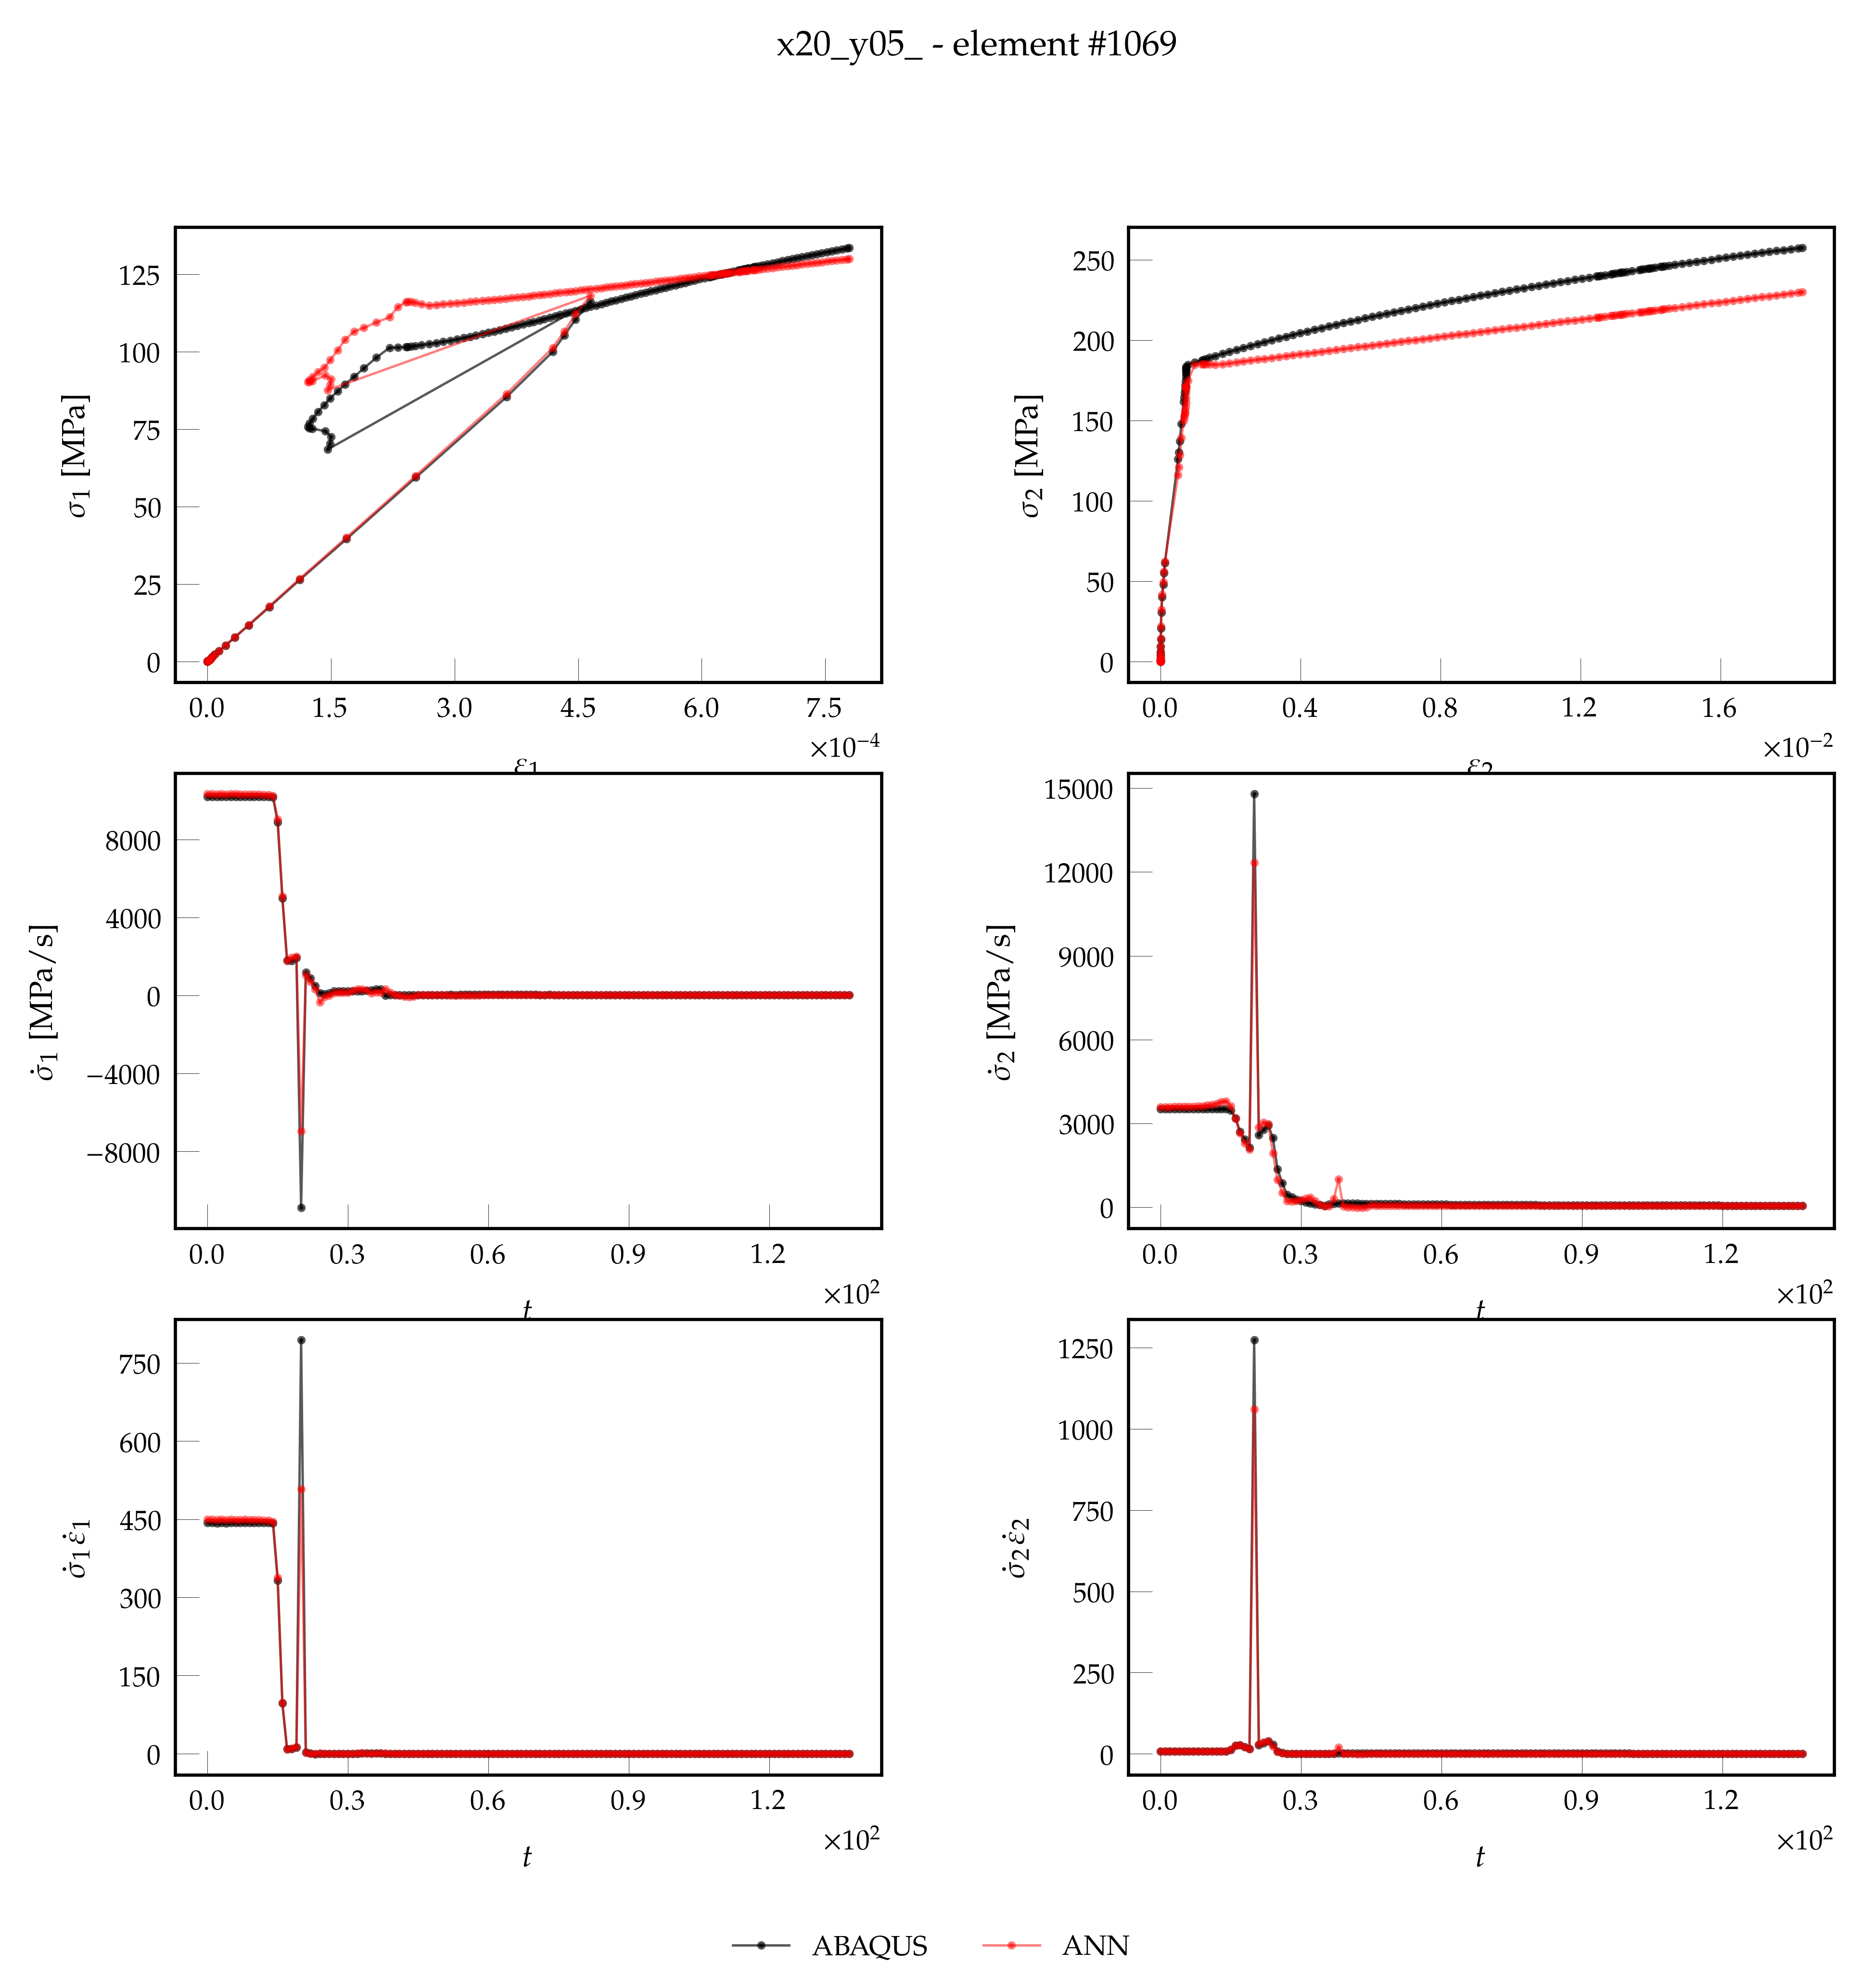 x20_y05_ - element #1069
σ₁ [MPa]
125
100
75
50
25
0
0.0 1.5 3.0 4.5 6.0 7.5
×10⁻⁴
ε₁
σ₂ [MPa]
250
200
150
100
50
0
0.0 0.4 0.8 1.2 1.6
×10⁻²
ε₂
σ̇₁ [MPa/s]
8000
4000
0
−4000
−8000
0.0 0.3 0.6 0.9 1.2
×10²
t
σ̇₂ [MPa/s]
15000
12000
9000
6000
3000
0
0.0 0.3 0.6 0.9 1.2
×10²
t
σ̇₁ε̇₁
750
600
450
300
150
0
0.0 0.3 0.6 0.9 1.2
×10²
t
σ̇₂ε̇₂
1250
1000
750
500
250
0
0.0 0.3 0.6 0.9 1.2
×10²
t
ABAQUS ANN